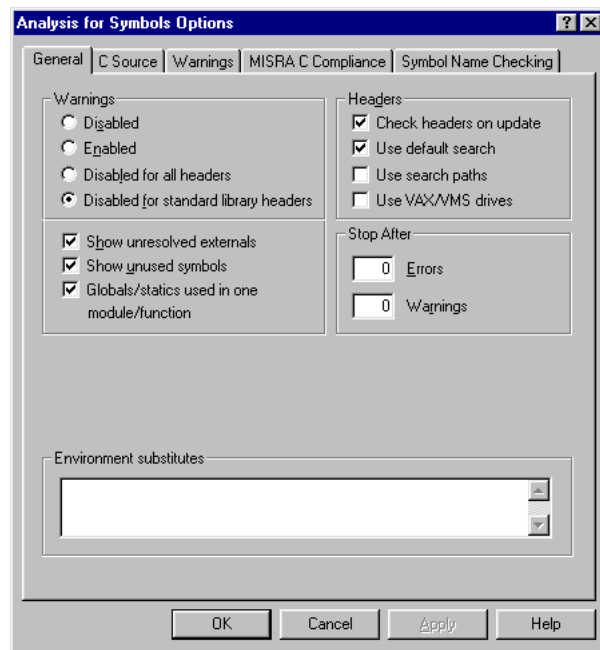 Analysis for Symbols Options
General
C Source
Warnings
MISRA C Compliance
Symbol Name Checking
Warnings
Disabled
Enabled
Disabled for all headers
Disabled for standard library headers
Show unresolved externals
Show unused symbols
Globals/statics used in one
module/function
Headers
Check headers on update
Use default search
Use search paths
Use VAX/VMS drives
Stop After
0 Errors
0 Warnings
Environment substitutes
OK
Cancel
Apply
Help